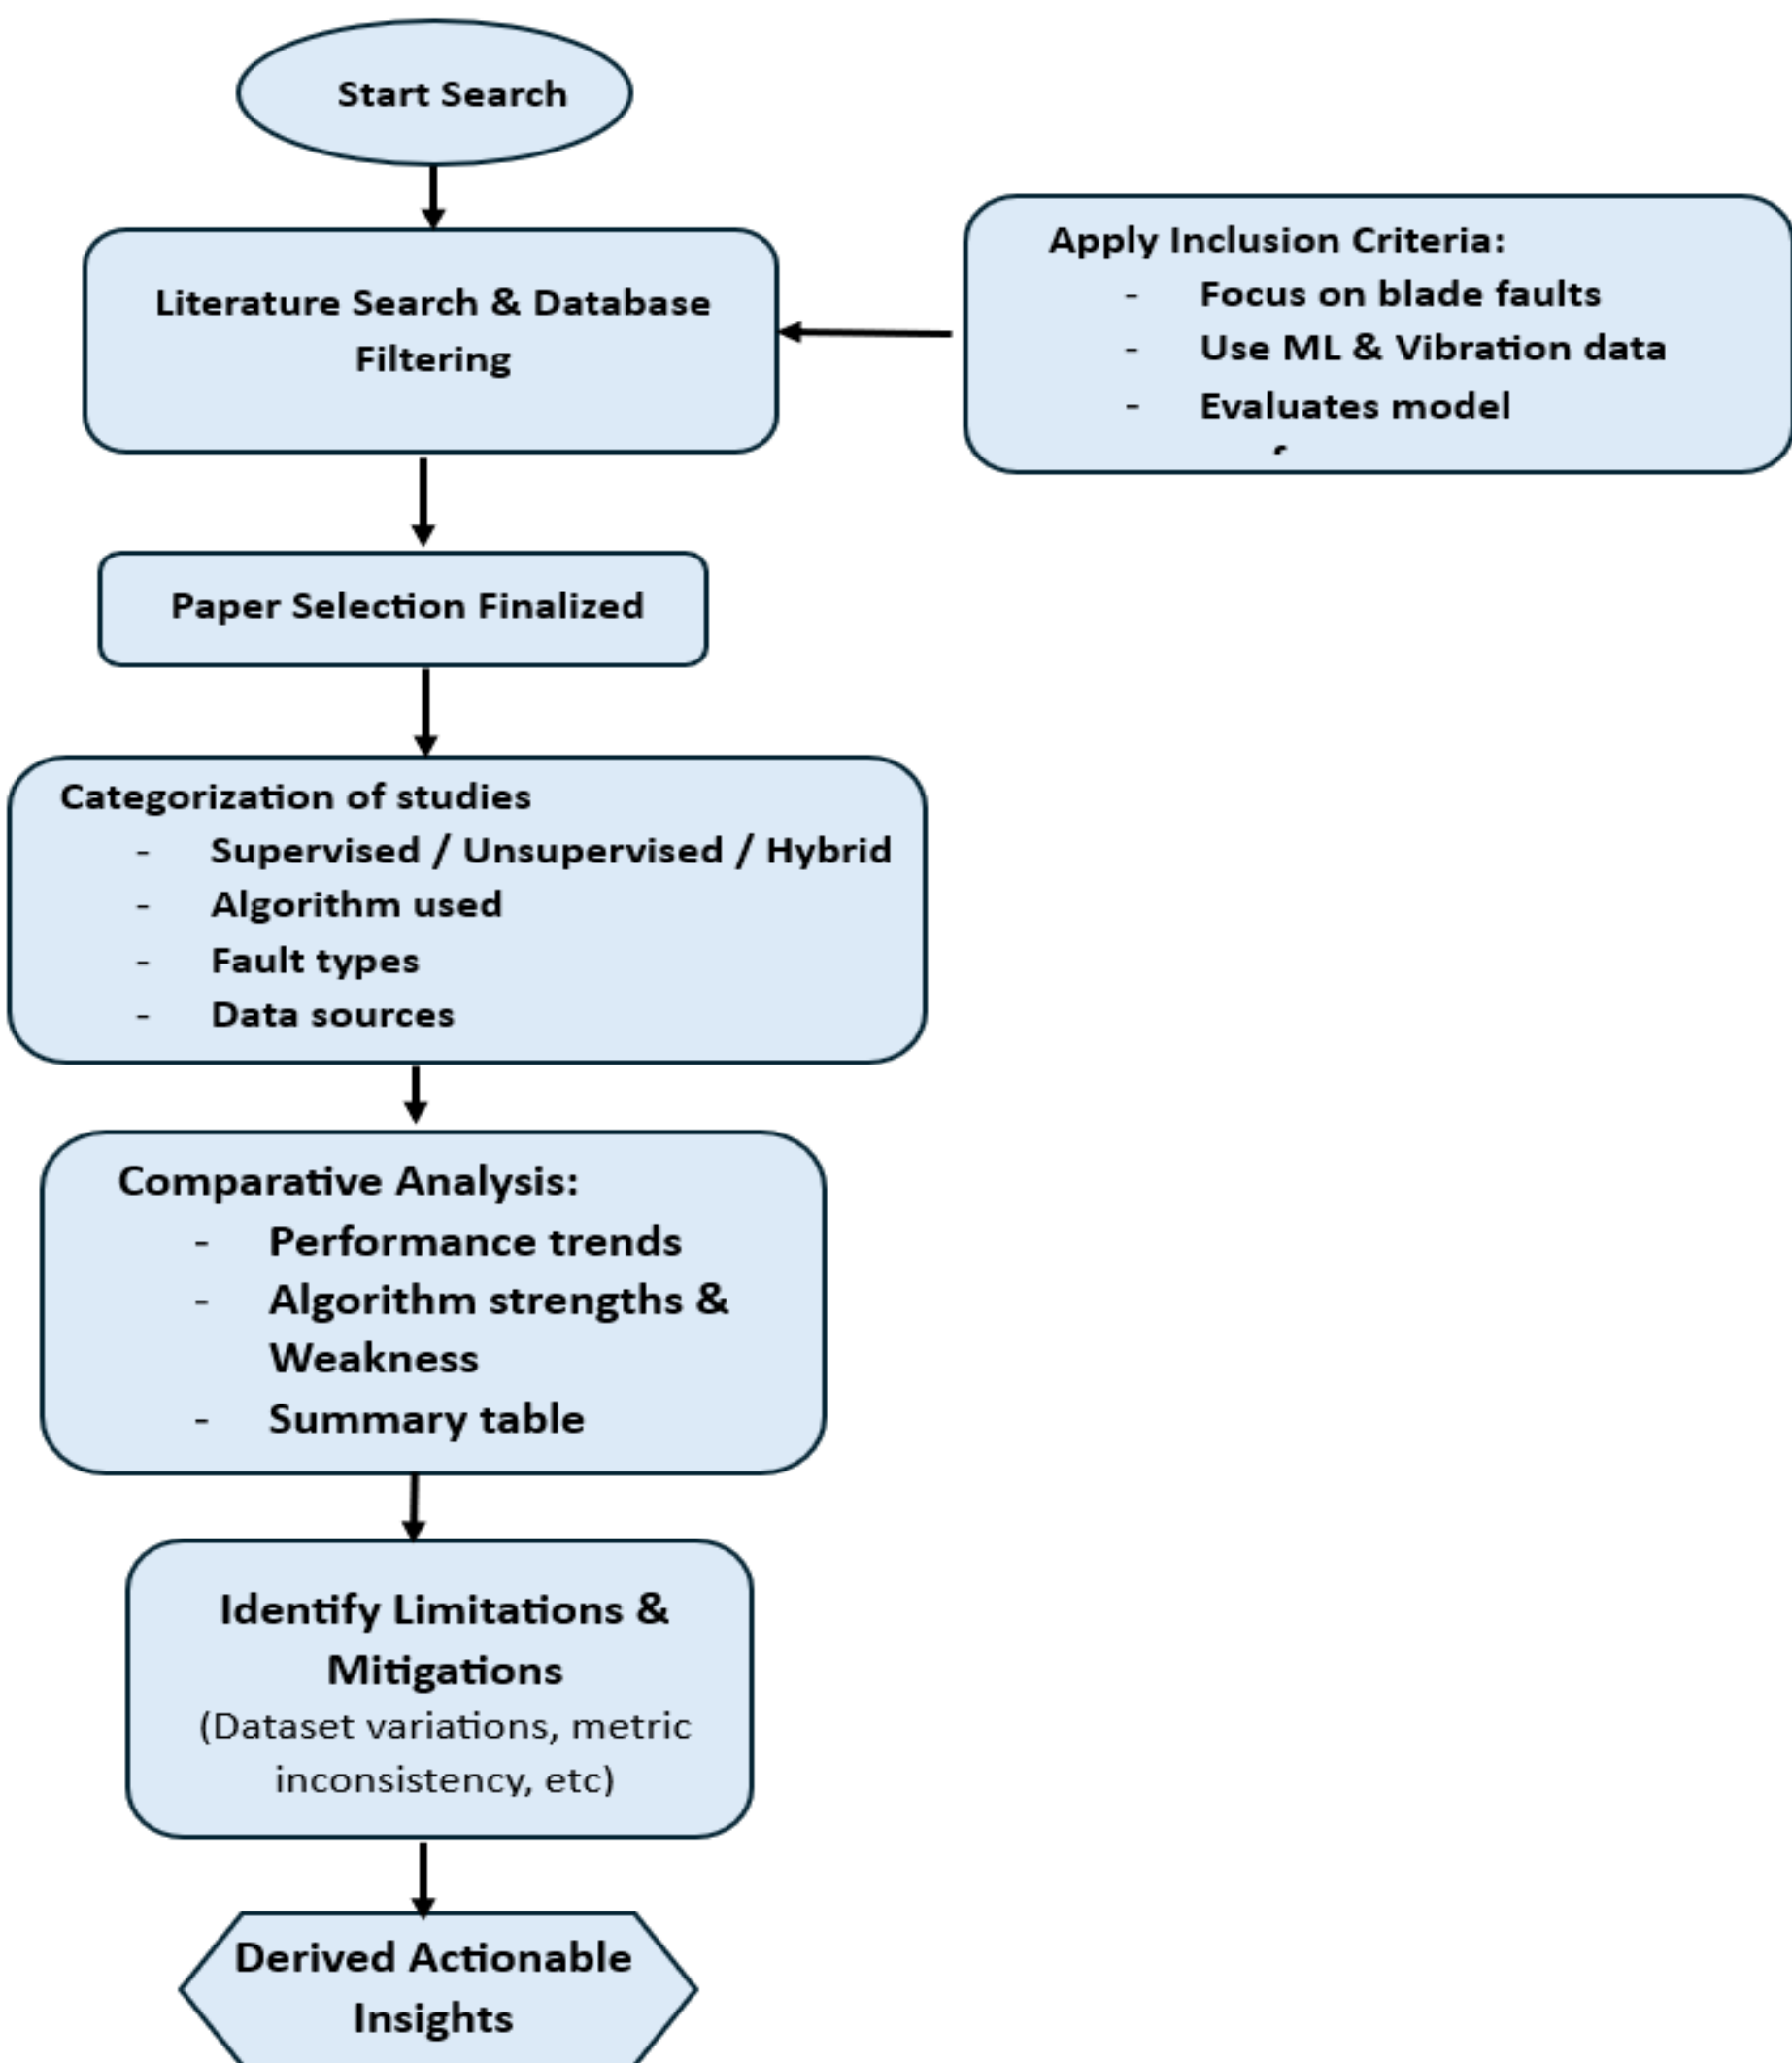 Start Search
Literature Search & Database
Filtering
Apply Inclusion Criteria:
- Focus on blade faults
- Use ML & Vibration data
- Evaluates model
Paper Selection Finalized
Categorization of studies
- Supervised / Unsupervised / Hybrid
- Algorithm used
- Fault types
- Data sources
Comparative Analysis:
- Performance trends
- Algorithm strengths &
Weakness
- Summary table
Identify Limitations &
Mitigations
(Dataset variations, metric
inconsistency, etc)
Derived Actionable
Insights